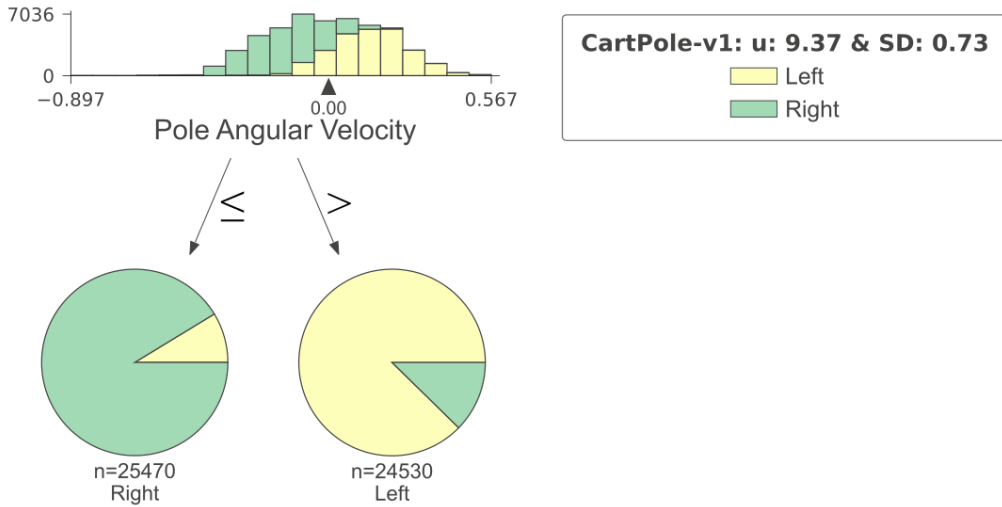 7036
0
−0.897
0.00
0.567
Pole Angular Velocity
CartPole-v1: u: 9.37 & SD: 0.73
Left
Right
≤
>
n=25470
Right
n=24530
Left